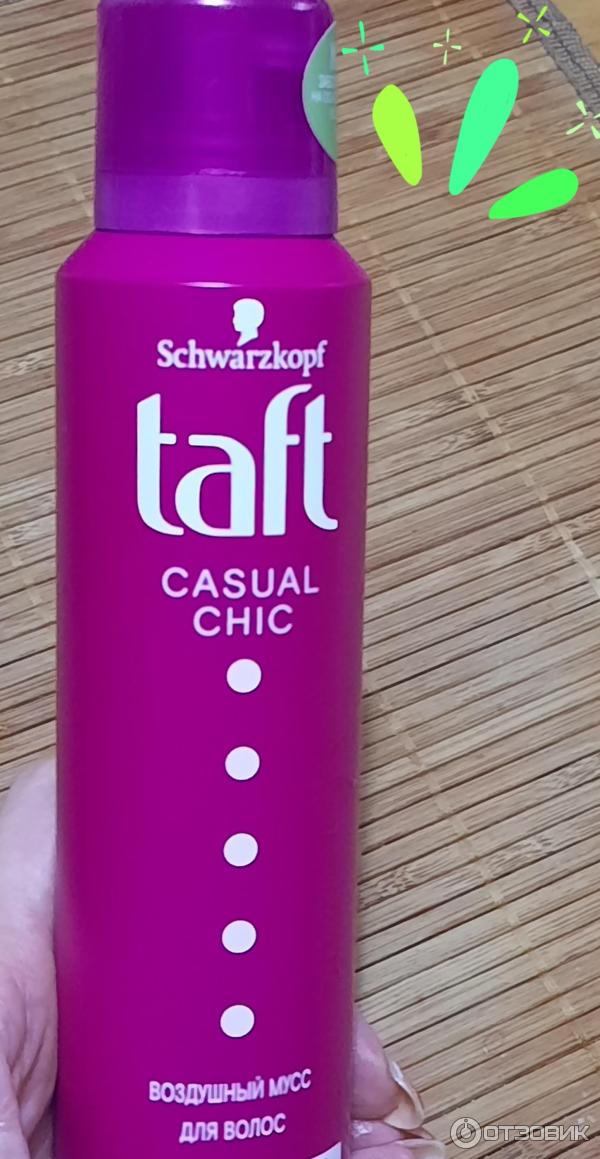 Schwarzkopf
taft
CASUAL
CHIC
ВОЗДУШНЫЙ МУСС
ДЛЯ ВОЛОС
ОТЗОВИК